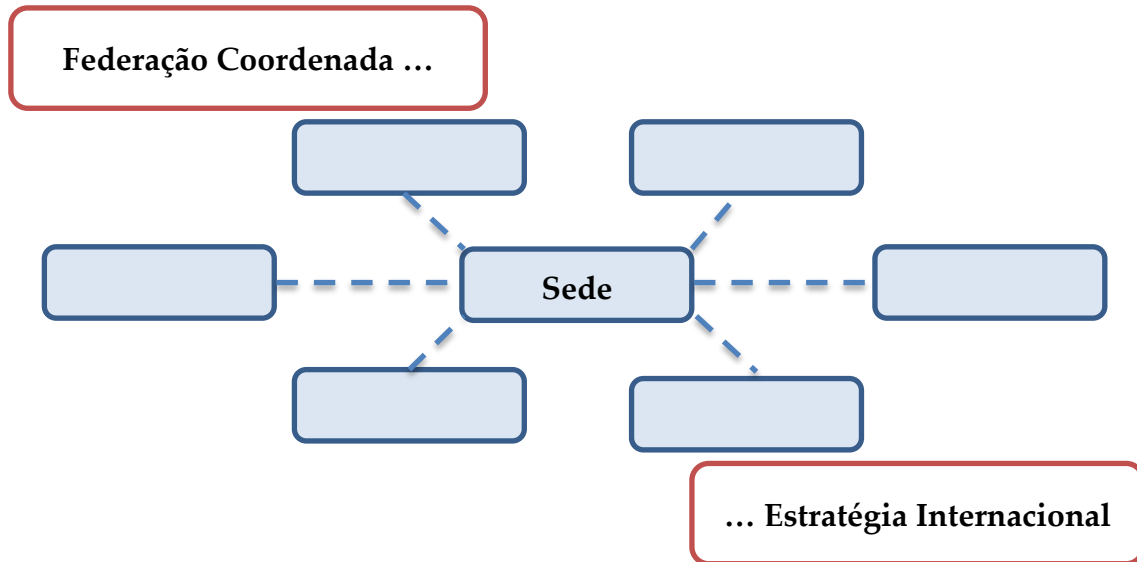 Federação Coordenada …
Sede
… Estratégia Internacional